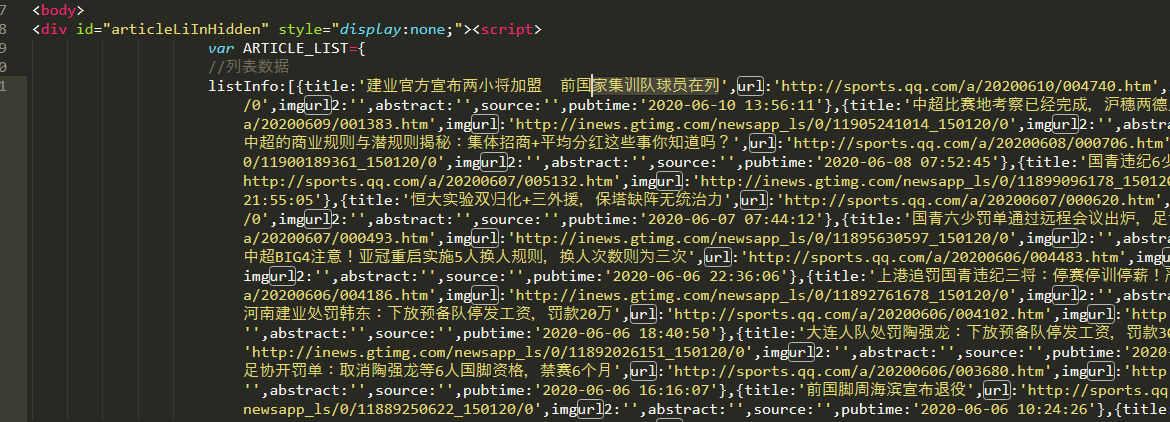 7 <body>
8 <div id="articleLiInHidden" style="display:none;"><script>
9 var ARTICLE_LIST={
0 //列表数据
1 listInfo:[{title:'建业官方宣布两小将加盟　前国家集训队球员在列',url:'http://sports.qq.com/a/20200610/004740.htm',
/0',imgurl2:'',abstract:'',source:'',pubtime:'2020-06-10 13:56:11'},{title:'中超比赛地考察已经完成, 沪穗两德
a/20200609/001383.htm',imgurl:'http://inews.gtimg.com/newsapp_ls/0/11905241014_150120/0',imgurl2:'',abstra
中超的商业规则与潜规则揭秘：集体招商+平均分红这些事你知道吗？',url:'http://sports.qq.com/a/20200608/000706.htm
0/11900189361_150120/0',imgurl2:'',abstract:'',source:'',pubtime:'2020-06-08 07:52:45'},{title:'国青违纪6少
http://sports.qq.com/a/20200607/005132.htm',imgurl:'http://inews.gtimg.com/newsapp_ls/0/11899096178_150120
21:55:05'},{title:'恒大实验双归化+三外援, 保塔缺阵无统治力',url:'http://sports.qq.com/a/20200607/000620.htm',
/0',imgurl2:'',abstract:'',source:'',pubtime:'2020-06-07 07:44:12'},{title:'国青六少罚单通过远程会议出炉, 足
a/20200607/000493.htm',imgurl:'http://inews.gtimg.com/newsapp_ls/0/11895630597_150120/0',imgurl2:'',abstra
中超BIG4注意！亚冠重启实施5人换人规则, 换人次数则为三次',url:'http://sports.qq.com/a/20200606/004483.htm',imgu
imgurl2:'',abstract:'',source:'',pubtime:'2020-06-06 22:36:06'},{title:'上港追罚国青违纪三将：停赛停训停薪！
a/20200606/004186.htm',imgurl:'http://inews.gtimg.com/newsapp_ls/0/11892761678_150120/0',imgurl2:'',abstra
河南建业处罚韩东：下放预备队停发工资, 罚款20万',url:'http://sports.qq.com/a/20200606/004102.htm',imgurl:'http
'',abstract:'',source:'',pubtime:'2020-06-06 18:40:50'},{title:'大连人队处罚陶强龙：下放预备队停发工资, 罚款30
'http://inews.gtimg.com/newsapp_ls/0/11892026151_150120/0',imgurl2:'',abstract:'',source:'',pubtime:'2020-
足协开罚单：取消陶强龙等6人国脚资格, 禁赛6个月',url:'http://sports.qq.com/a/20200606/003680.htm',imgurl:'http
'',abstract:'',source:'',pubtime:'2020-06-06 16:16:07'},{title:'前国脚周海滨宣布退役',url:'http://sports.qq
newsapp_ls/0/11889250622_150120/0',imgurl2:'',abstract:'',source:'',pubtime:'2020-06-06 10:24:26'},{title: